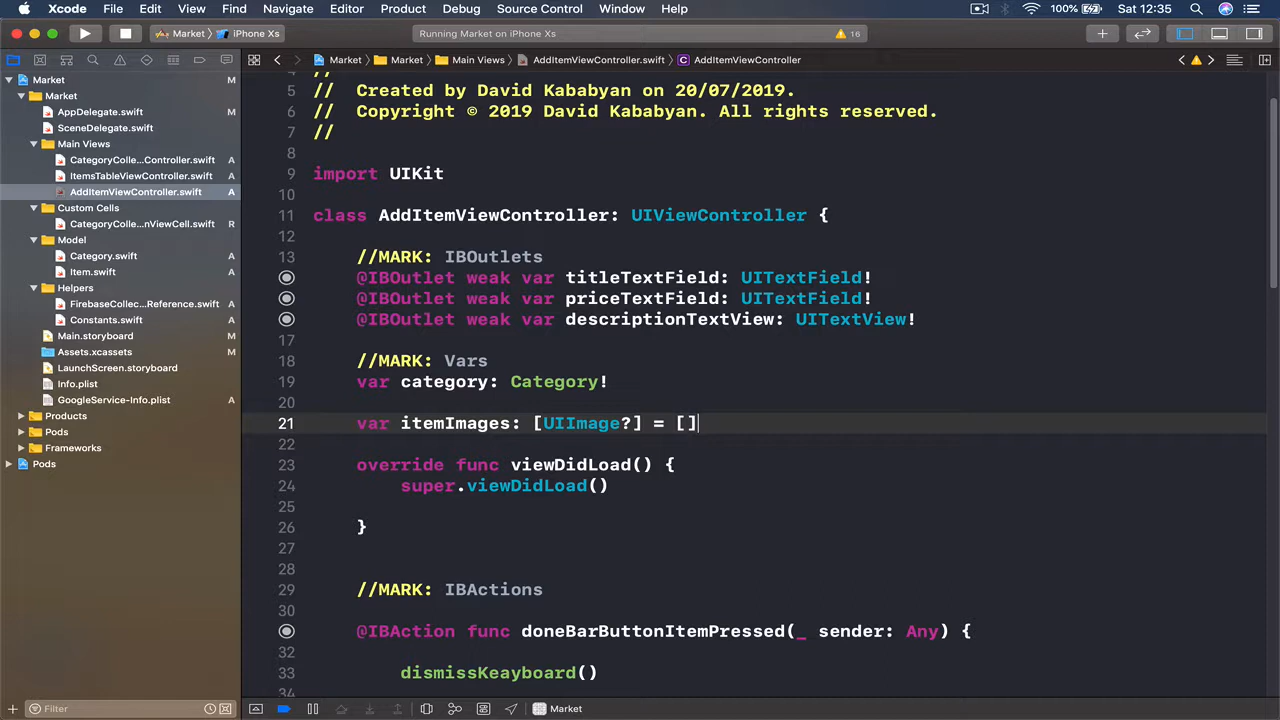 Xcode File Edit View Find Navigate Editor Product Debug Source Control Window Help 100% Sat 12:35
Market iPhone Xs Running Market on iPhone Xs 16
Market Market Main Views AddItemViewController.swift C AddItemViewController
Market M
Market
AppDelegate.swift M
SceneDelegate.swift
Main Views
CategoryColle...Controller.swift A
ItemsTableViewController.swift A
AddItemViewController.swift A
Custom Cells
CategoryColle...nViewCell.swift R
Model
Category.swift A
Item.swift A
Helpers
FirebaseCollec...Reference.swift A
Constants.swift A
Main.storyboard M
Assets.xcassets M
LaunchScreen.storyboard
Info.plist
GoogleService-Info.plist A
Products
Pods
Frameworks
Pods
Filter
4 //
5 // Created by David Kababyan on 20/07/2019.
6 // Copyright © 2019 David Kababyan. All rights reserved.
7 //
8
9 import UIKit
10
11 class AddItemViewController: UIViewController {
12
13 //MARK: IBOutlets
@IBOutlet weak var titleTextField: UITextField!
@IBOutlet weak var priceTextField: UITextField!
@IBOutlet weak var descriptionTextView: UITextView!
17
18 //MARK: Vars
19 var category: Category!
20
21 var itemImages: [UIImage?] = []
22
23 override func viewDidLoad() {
24 super.viewDidLoad()
25
26 }
27
28
29 //MARK: IBActions
30
@IBAction func doneBarButtonItemPressed(_ sender: Any) {
32
33 dismissKeayboard()
34
Market